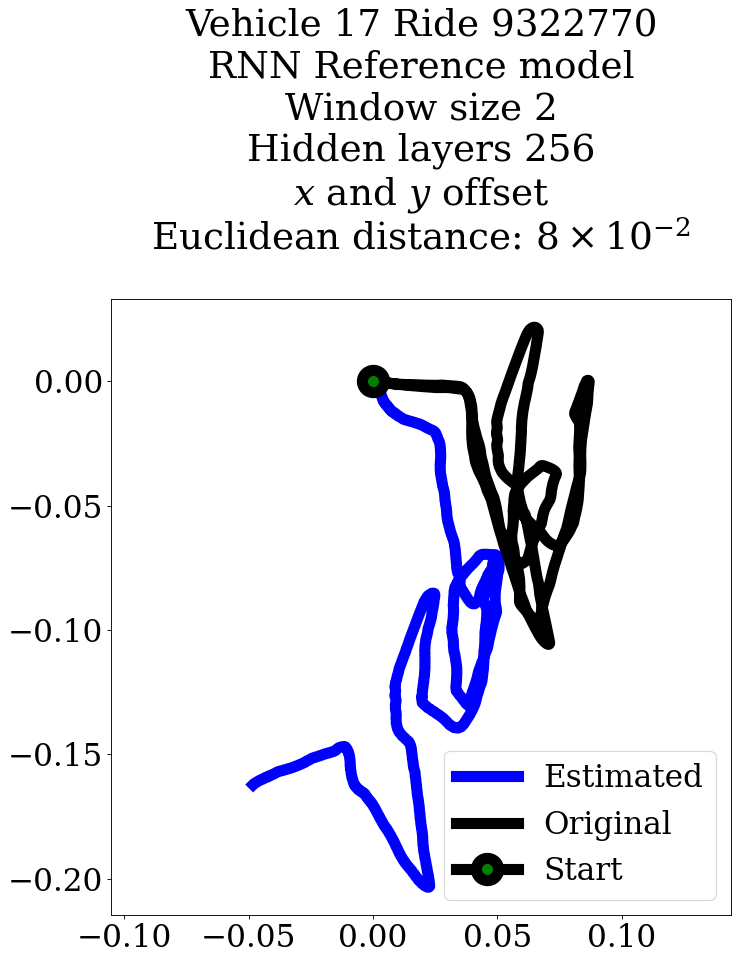 Vehicle 17 Ride 9322770
RNN Reference model
Window size 2
Hidden layers 256
x and y offset
Euclidean distance: 8 × 10⁻²
0.00
−0.05
−0.10
−0.15
−0.20
Estimated
Original
Start
−0.10 −0.05 0.00 0.05 0.10